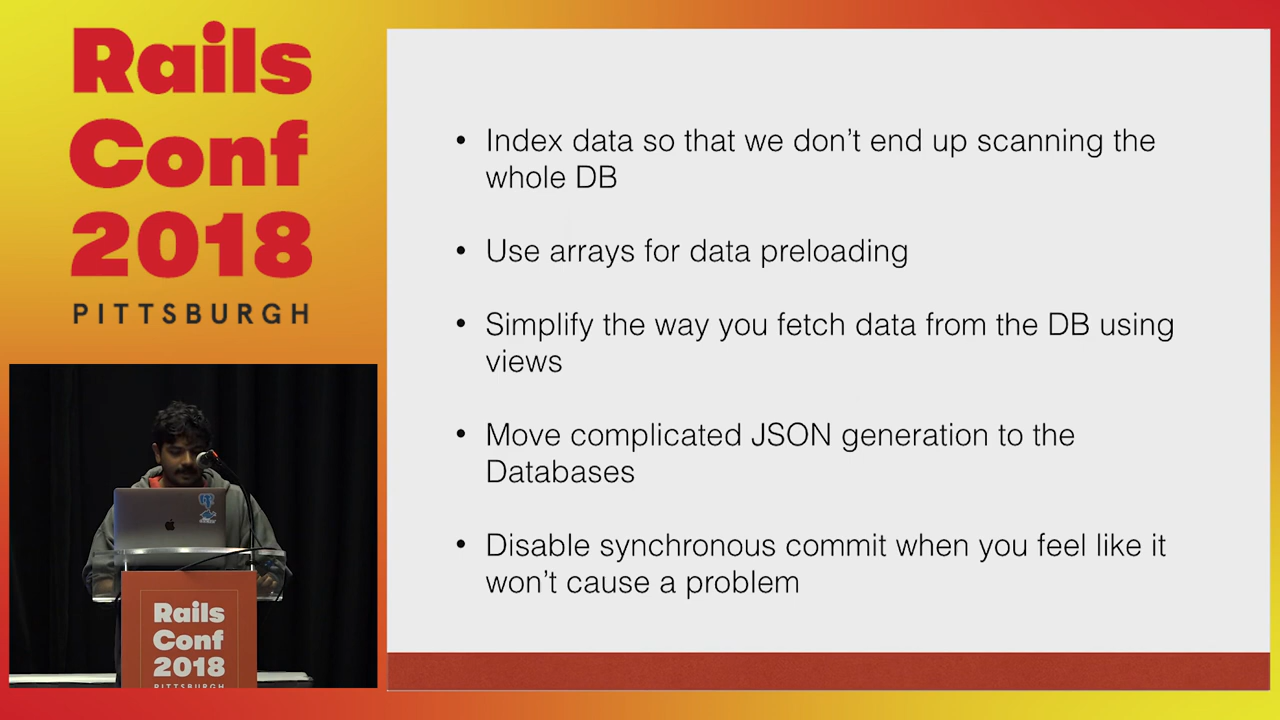 Rails
Conf
2018
PITTSBURGH
Rails
Conf
2018
PITTSBURGH
• Index data so that we don’t end up scanning the
whole DB
• Use arrays for data preloading
• Simplify the way you fetch data from the DB using
views
• Move complicated JSON generation to the
Databases
• Disable synchronous commit when you feel like it
won’t cause a problem